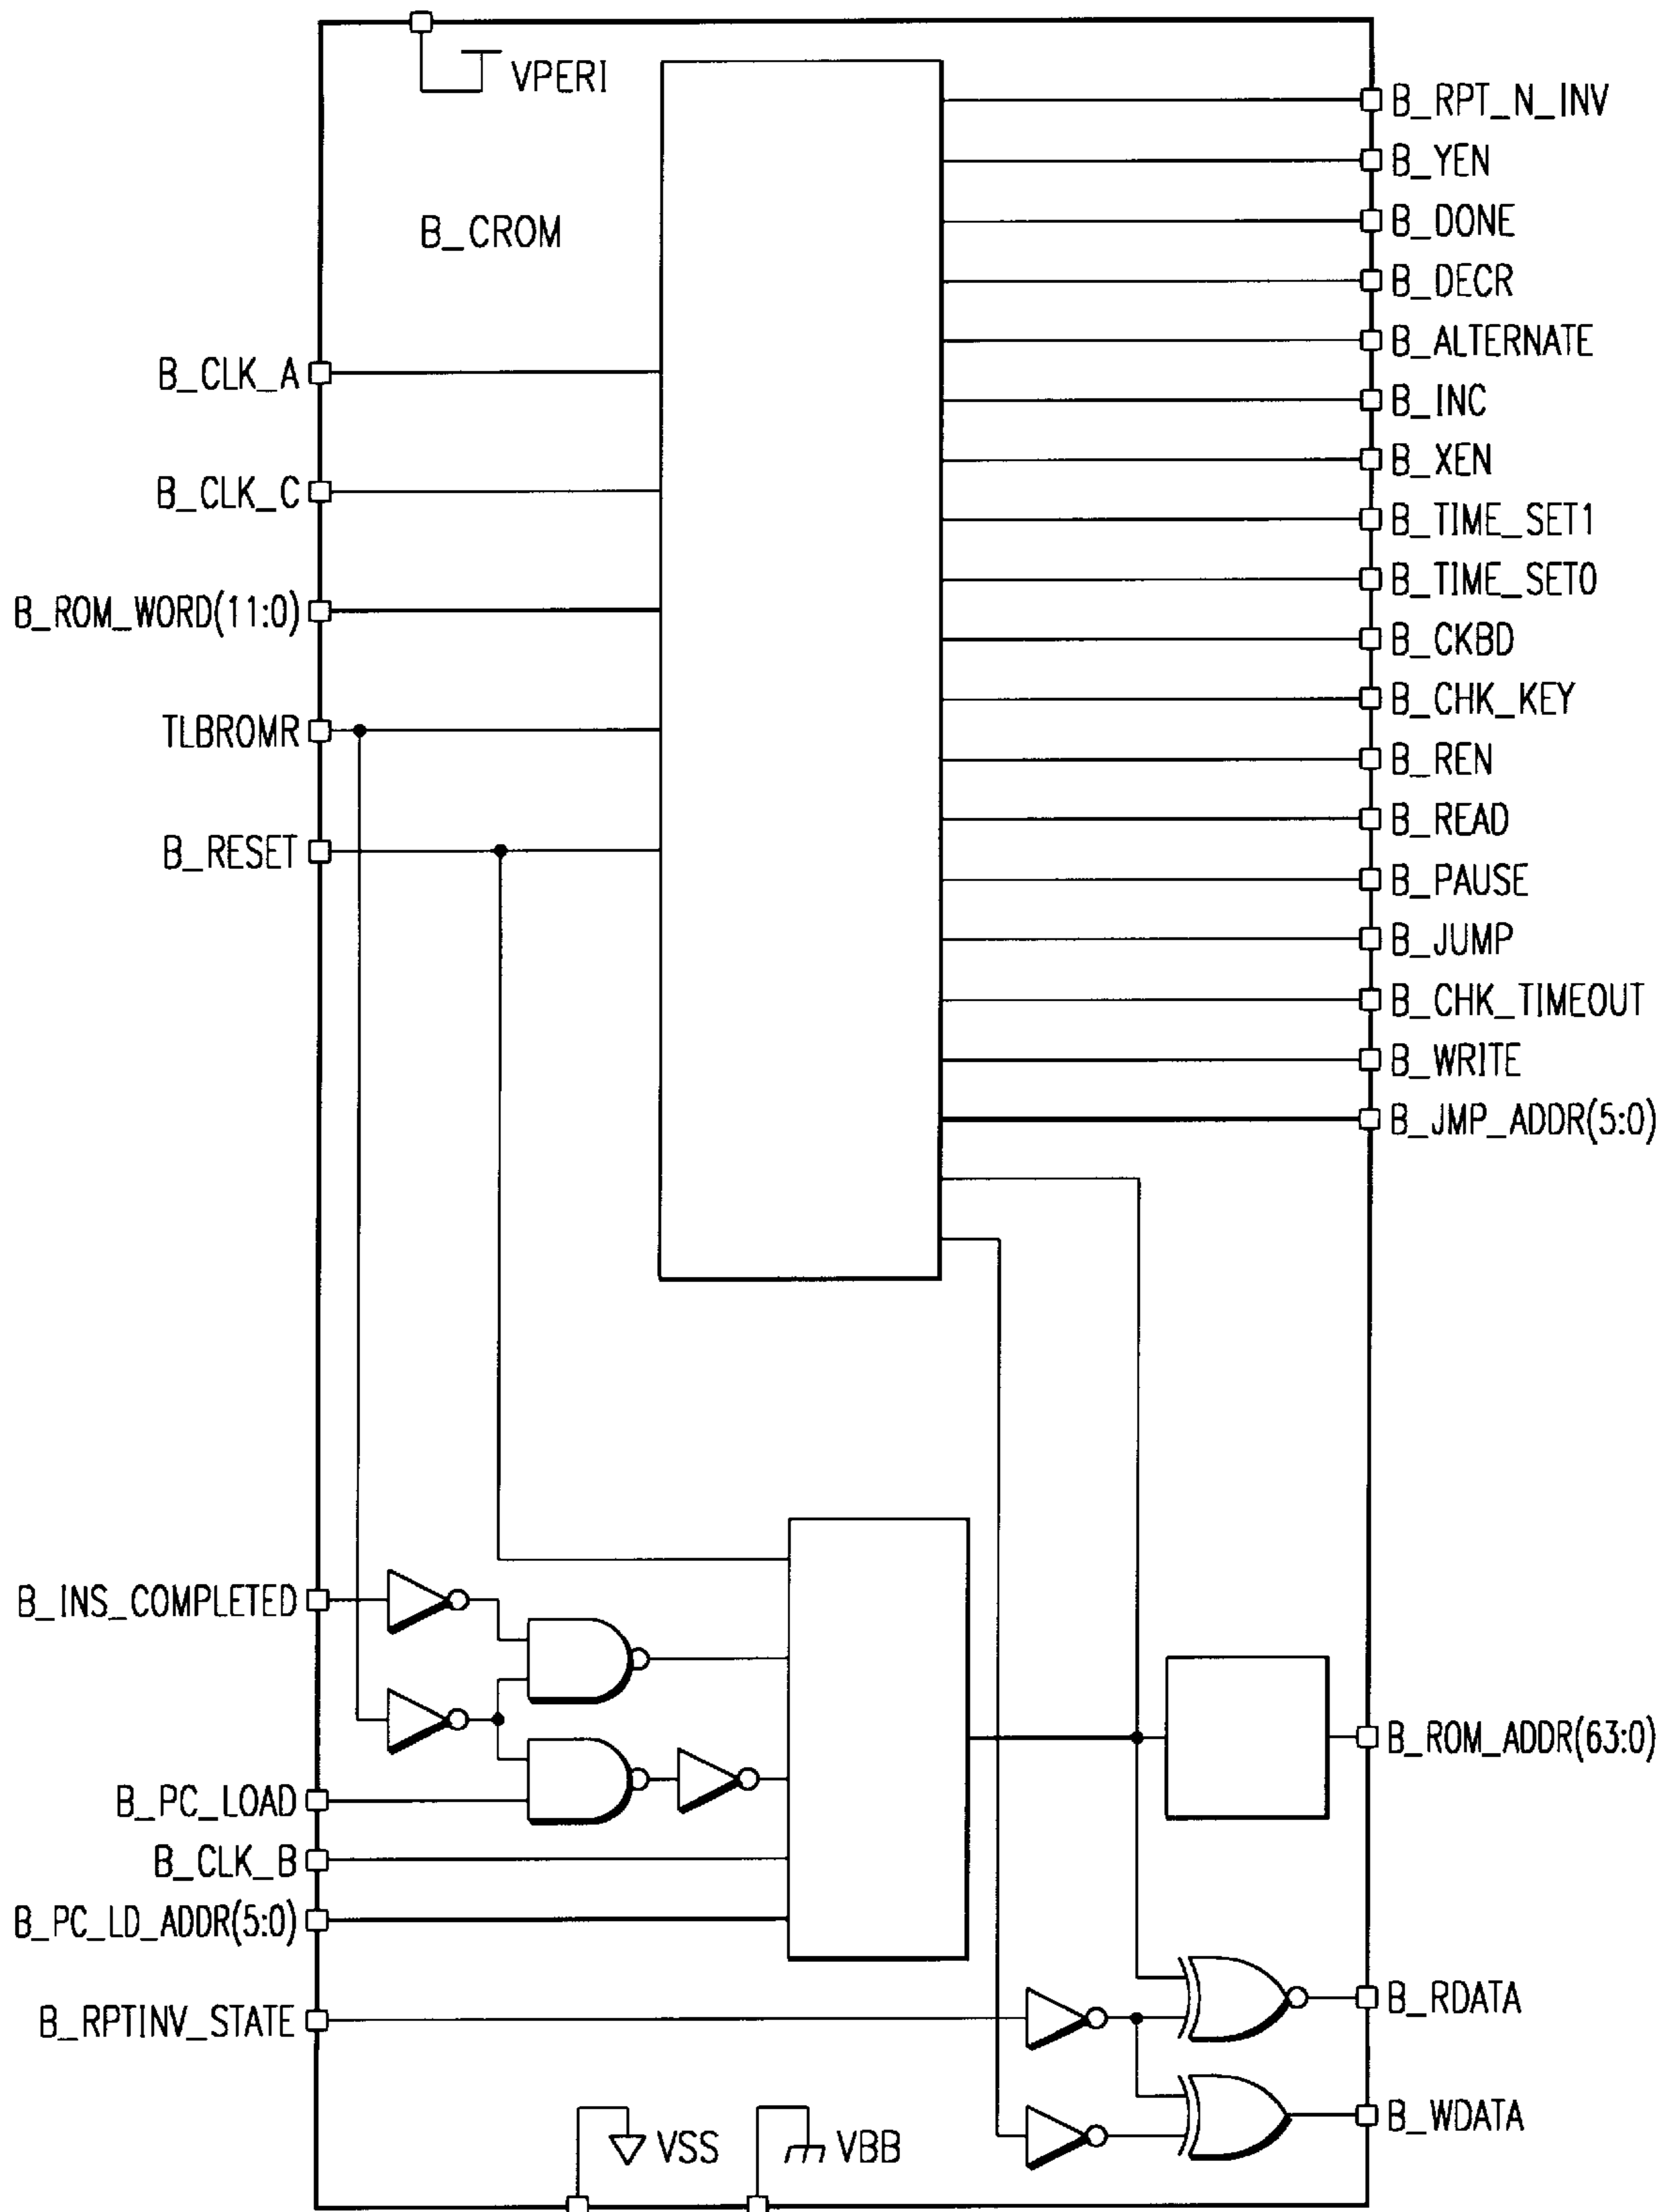 VPERI
B_CROM
B_CLK_A
B_CLK_C
B_ROM_WORD(11:0)
TLBROMR
B_RESET
B_INS_COMPLETED
B_PC_LOAD
B_CLK_B
B_PC_LD_ADDR(5:0)
B_RPTINV_STATE
VSS
VBB
B_RPT_N_INV
B_YEN
B_DONE
B_DECR
B_ALTERNATE
B_INC
B_XEN
B_TIME_SET1
B_TIME_SET0
B_CKBD
B_CHK_KEY
B_REN
B_READ
B_PAUSE
B_JUMP
B_CHK_TIMEOUT
B_WRITE
B_JMP_ADDR(5:0)
B_ROM_ADDR(63:0)
B_RDATA
B_WDATA